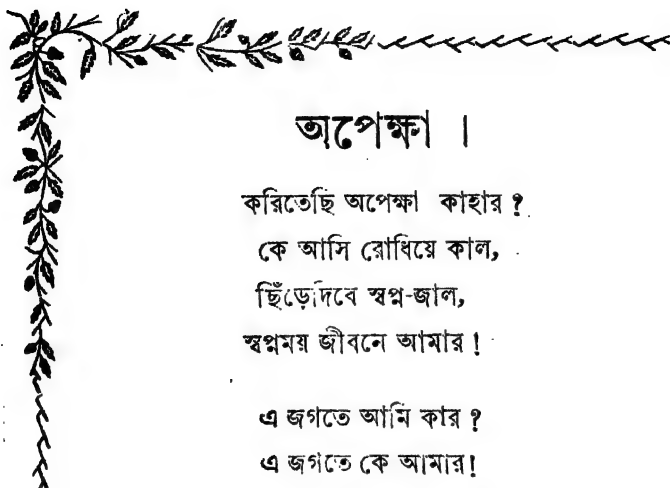 অপেক্ষা ।
করিতেছি অপেক্ষা কাহার ?
কে আসি রোধিয়ে কাল,
ছিঁড়েদিবে স্বপ্ন-জাল,
স্বপ্নময় জীবনে আমার !
এ জগতে আমি কার ?
এ জগতে কে আমার!